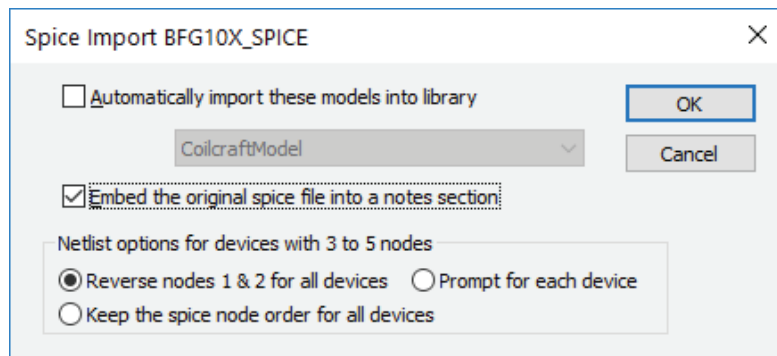 Spice Import BFG10X_SPICE
Automatically import these models into library
OK
CoilcraftModel
Cancel
Embed the original spice file into a notes section
Netlist options for devices with 3 to 5 nodes
Reverse nodes 1 & 2 for all devices
Prompt for each device
Keep the spice node order for all devices